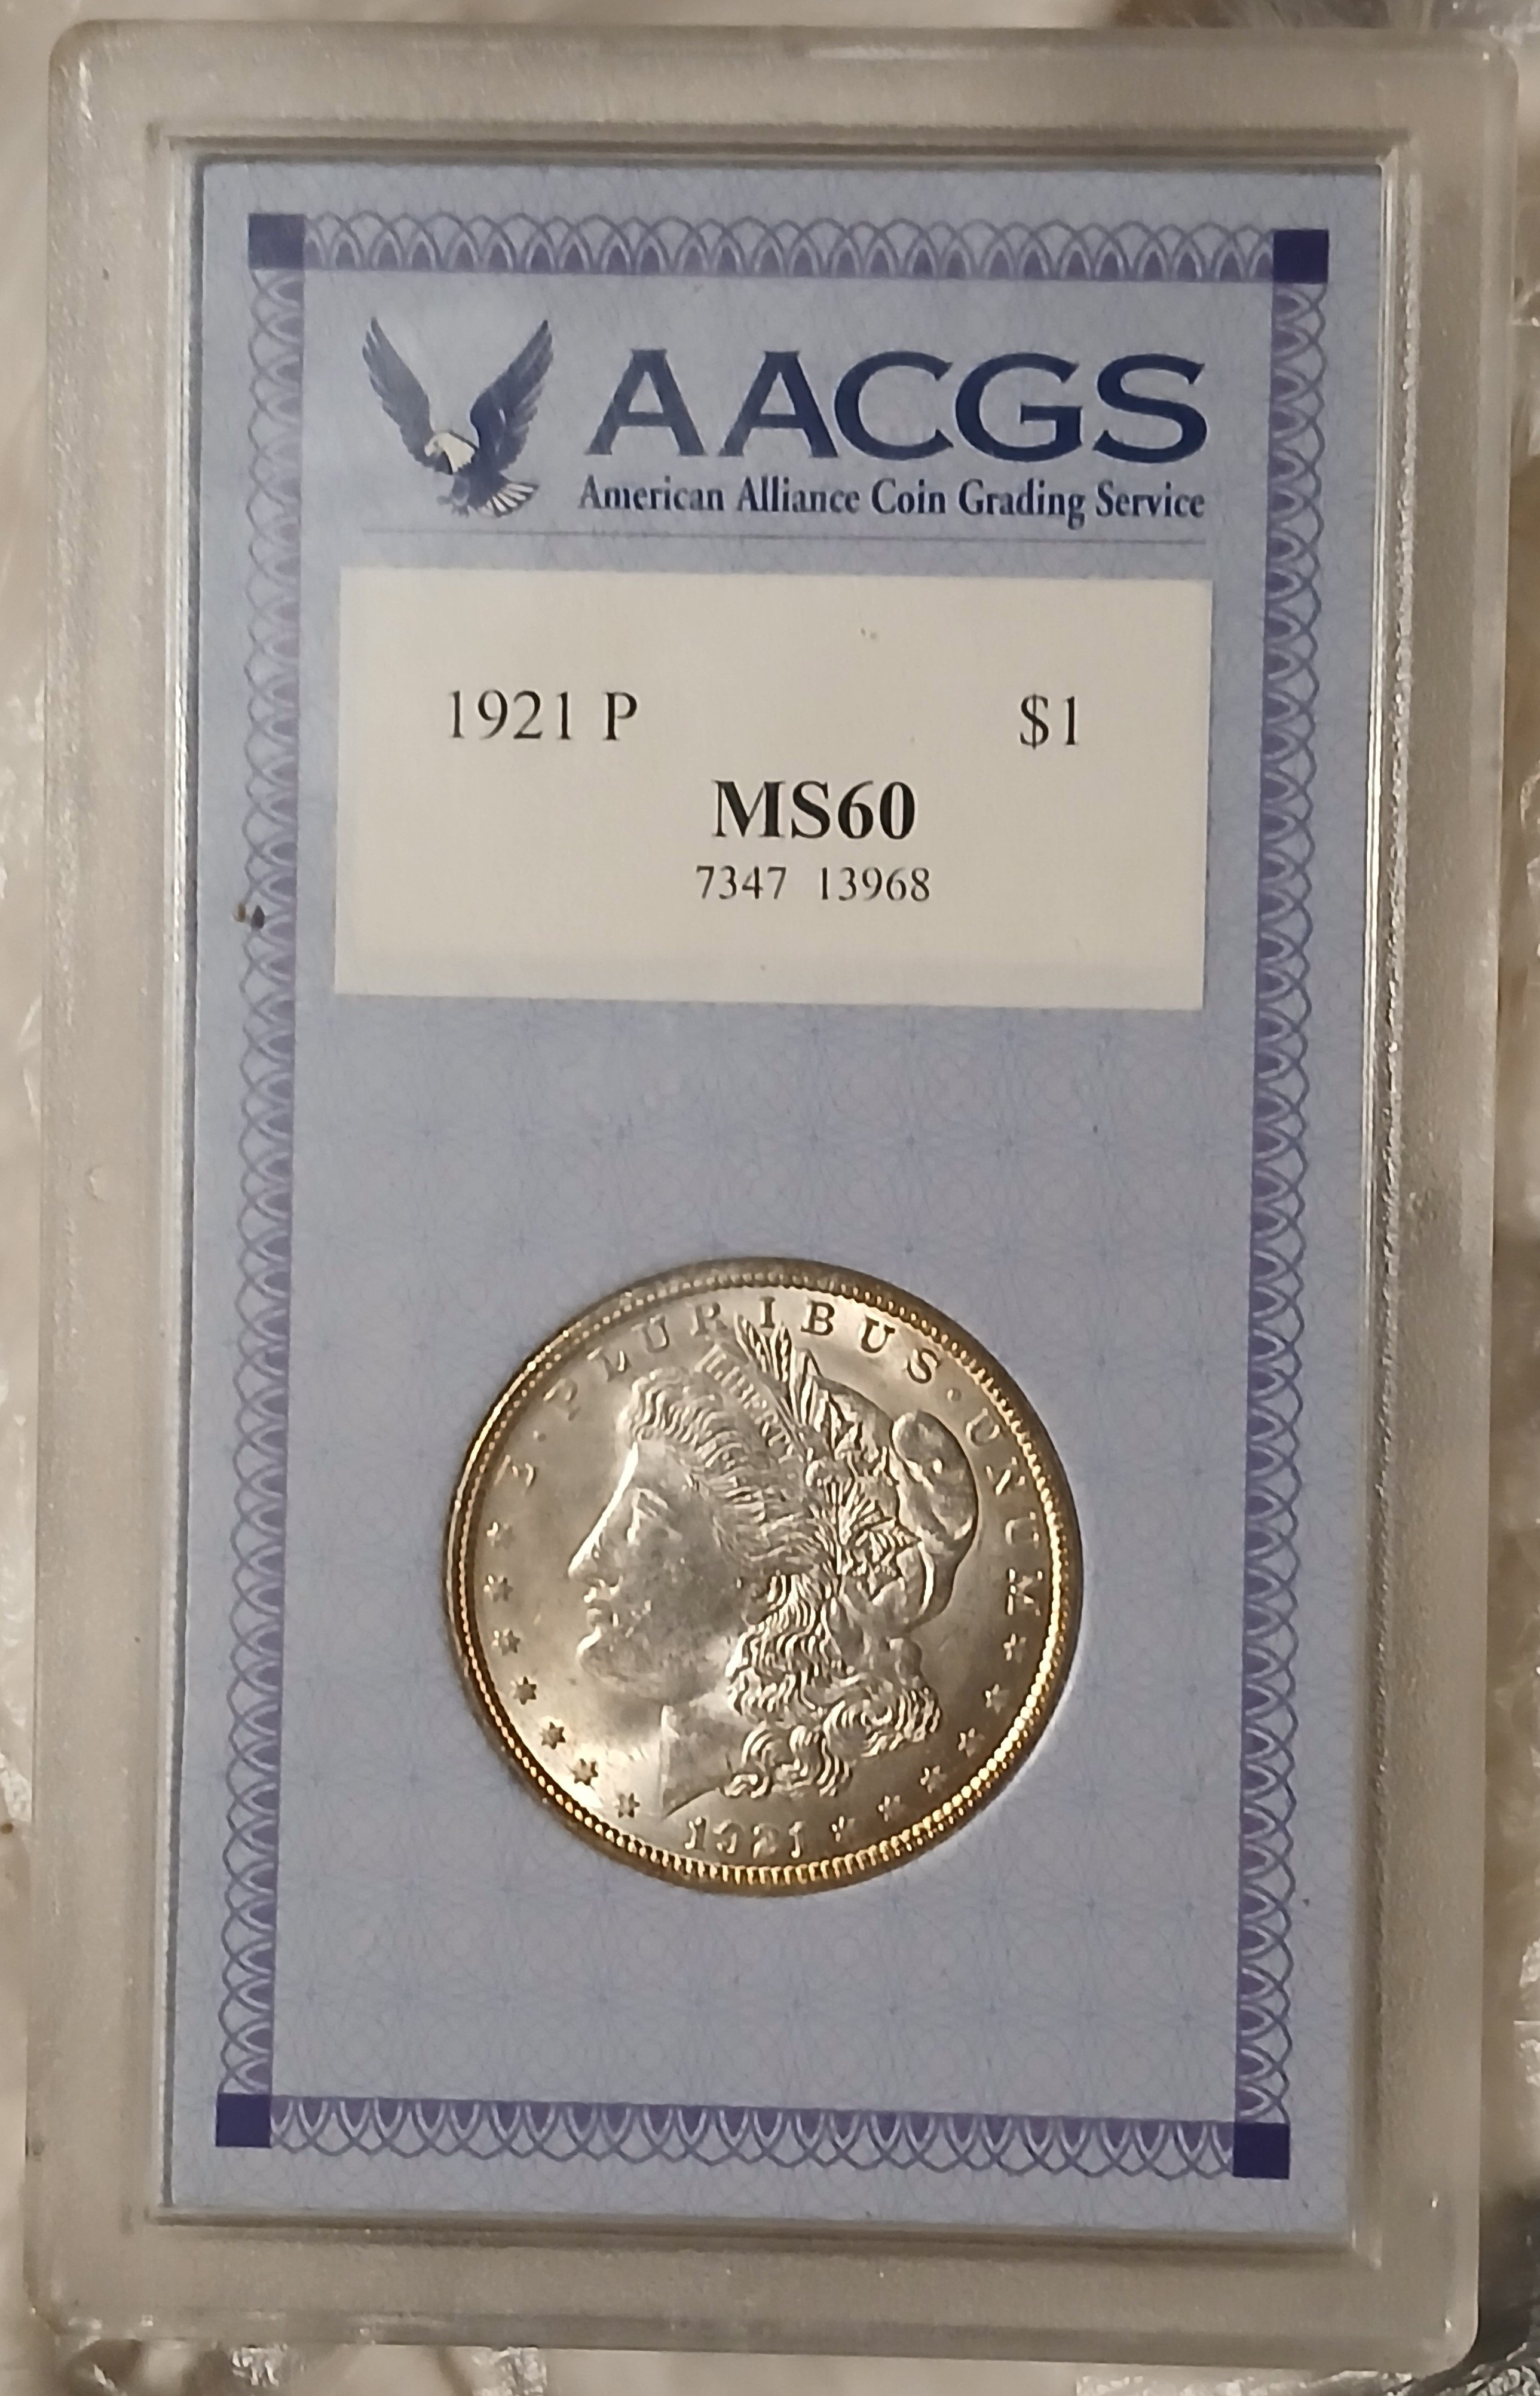 AACGS
American Alliance Coin Grading Service
1921 P $1
MS60
7347 13968
E · PLURIBUS · UNUM
LIBERTY
1921